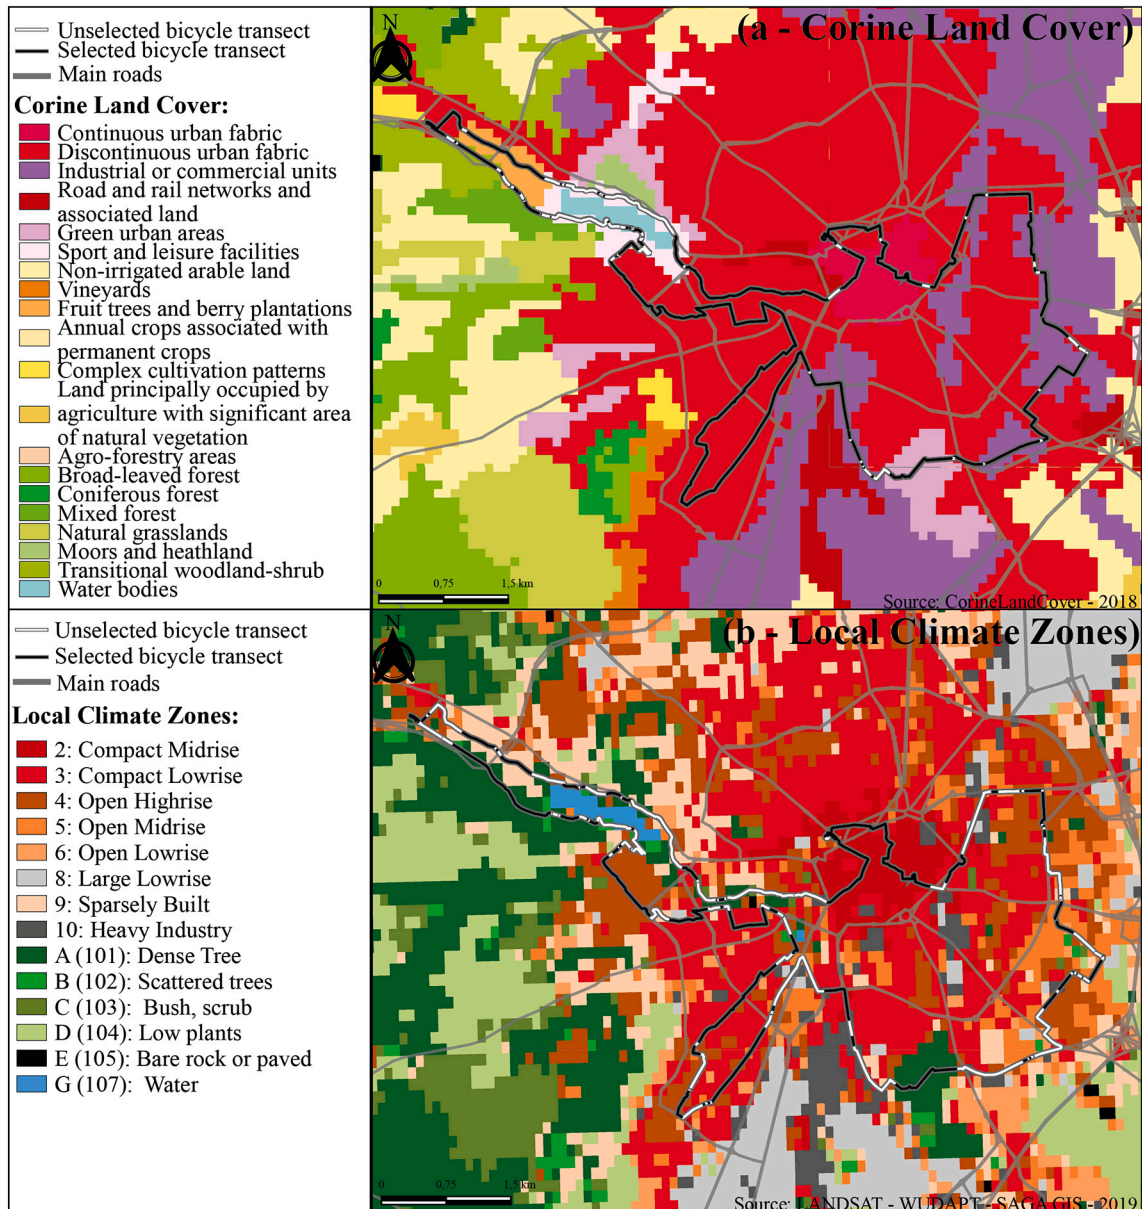 Unselected bicycle transect
Selected bicycle transect
Main roads
Corine Land Cover:
Continuous urban fabric
Discontinuous urban fabric
Industrial or commercial units
Road and rail networks and
associated land
Green urban areas
Sport and leisure facilities
Non-irrigated arable land
Vineyards
Fruit trees and berry plantations
Annual crops associated with
permanent crops
Complex cultivation patterns
Land principally occupied by
agriculture with significant area
of natural vegetation
Agro-forestry areas
Broad-leaved forest
Coniferous forest
Mixed forest
Natural grasslands
Moors and heathland
Transitional woodland-shrub
Water bodies
N
(a - Corine Land Cover)
0 0,75 1,5 km
Source: CorineLandCover - 2018
Unselected bicycle transect
Selected bicycle transect
Main roads
Local Climate Zones:
2: Compact Midrise
3: Compact Lowrise
4: Open Highrise
5: Open Midrise
6: Open Lowrise
8: Large Lowrise
9: Sparsely Built
10: Heavy Industry
A (101): Dense Tree
B (102): Scattered trees
C (103): Bush, scrub
D (104): Low plants
E (105): Bare rock or paved
G (107): Water
N
(b - Local Climate Zones)
0 0,75 1,5 km
Source: LANDSAT - WUDAPT - SAGA GIS - 2019